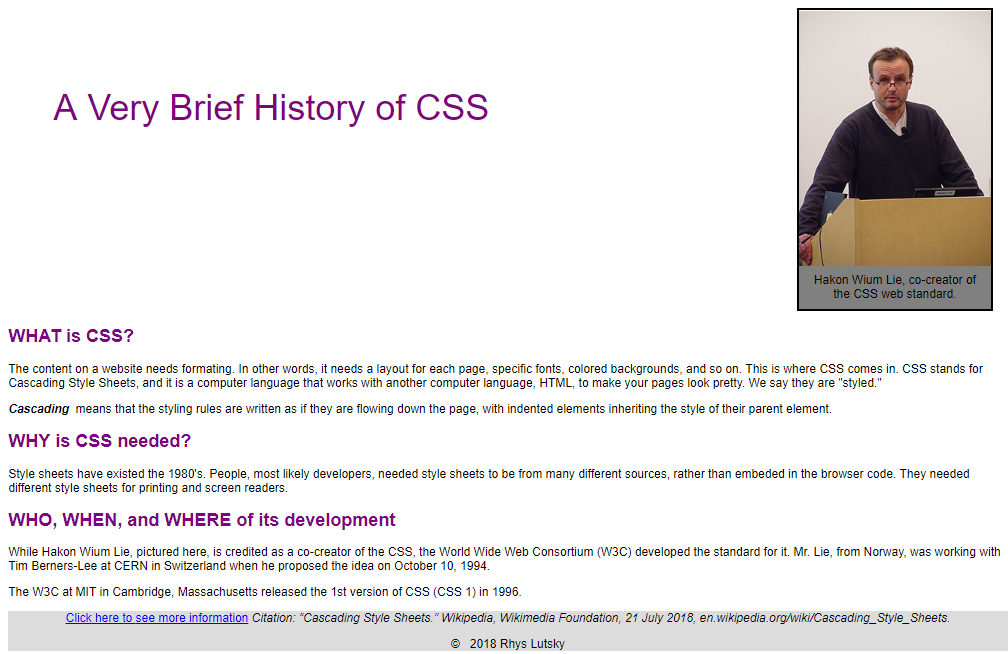 A Very Brief History of CSS
Hakon Wium Lie, co-creator of
the CSS web standard.
WHAT is CSS?
The content on a website needs formating. In other words, it needs a layout for each page, specific fonts, colored backgrounds, and so on. This is where CSS comes in. CSS stands for
Cascading Style Sheets, and it is a computer language that works with another computer language, HTML, to make your pages look pretty. We say they are "styled."
Cascading means that the styling rules are written as if they are flowing down the page, with indented elements inheriting the style of their parent element.
WHY is CSS needed?
Style sheets have existed the 1980's. People, most likely developers, needed style sheets to be from many different sources, rather than embeded in the browser code. They needed
different style sheets for printing and screen readers.
WHO, WHEN, and WHERE of its development
While Hakon Wium Lie, pictured here, is credited as a co-creator of the CSS, the World Wide Web Consortium (W3C) developed the standard for it. Mr. Lie, from Norway, was working with
Tim Berners-Lee at CERN in Switzerland when he proposed the idea on October 10, 1994.
The W3C at MIT in Cambridge, Massachusetts released the 1st version of CSS (CSS 1) in 1996.
Click here to see more information Citation: "Cascading Style Sheets." Wikipedia, Wikimedia Foundation, 21 July 2018, en.wikipedia.org/wiki/Cascading_Style_Sheets.
© 2018 Rhys Lutsky